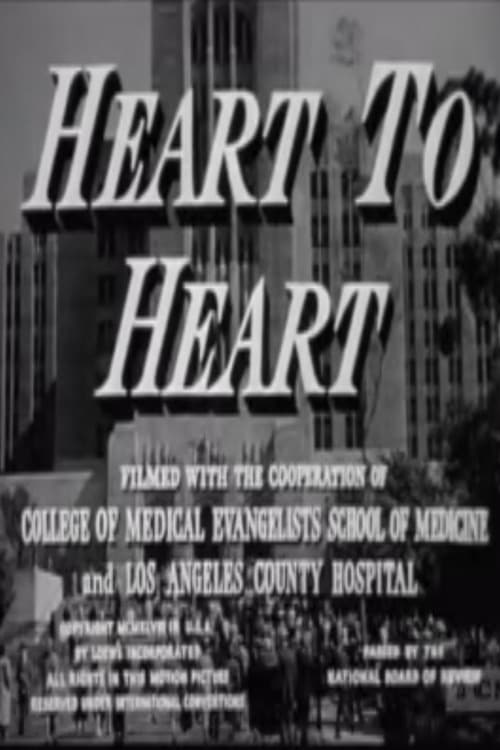 HEART TO
HEART
FILMED WITH THE COOPERATION OF
COLLEGE OF MEDICAL EVANGELISTS SCHOOL OF MEDICINE
and LOS ANGELES COUNTY HOSPITAL
COPYRIGHT IN U.S.A.
BY LOEW'S INCORPORATED
ALL RIGHTS IN THIS MOTION PICTURE
RESERVED UNDER INTERNATIONAL CONVENTIONS
PASSED BY THE
NATIONAL BOARD OF REVIEW